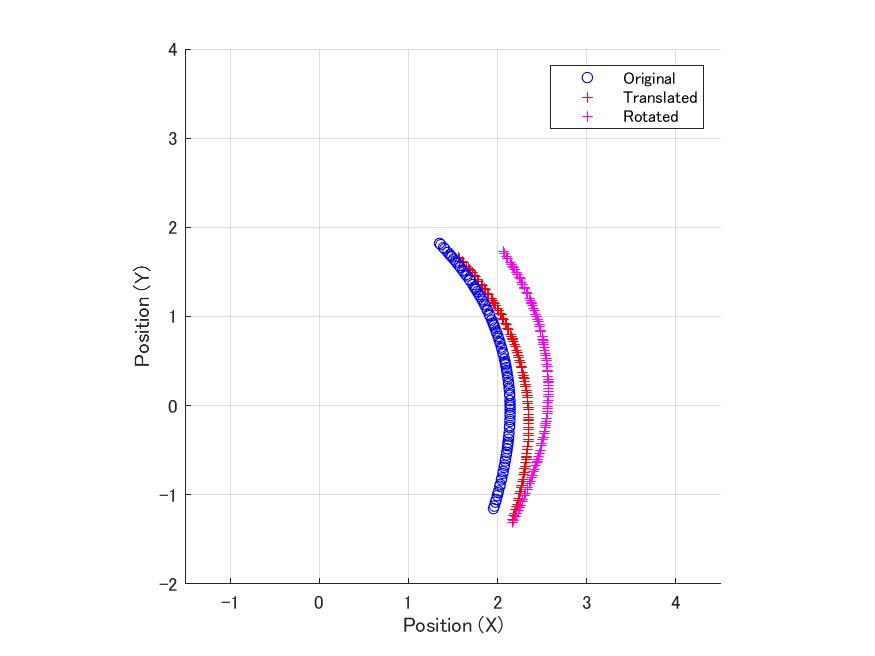 4
3
2
1
0
−1
−2
−1
0
1
2
3
4
Position (X)
Position (Y)
Original
Translated
Rotated